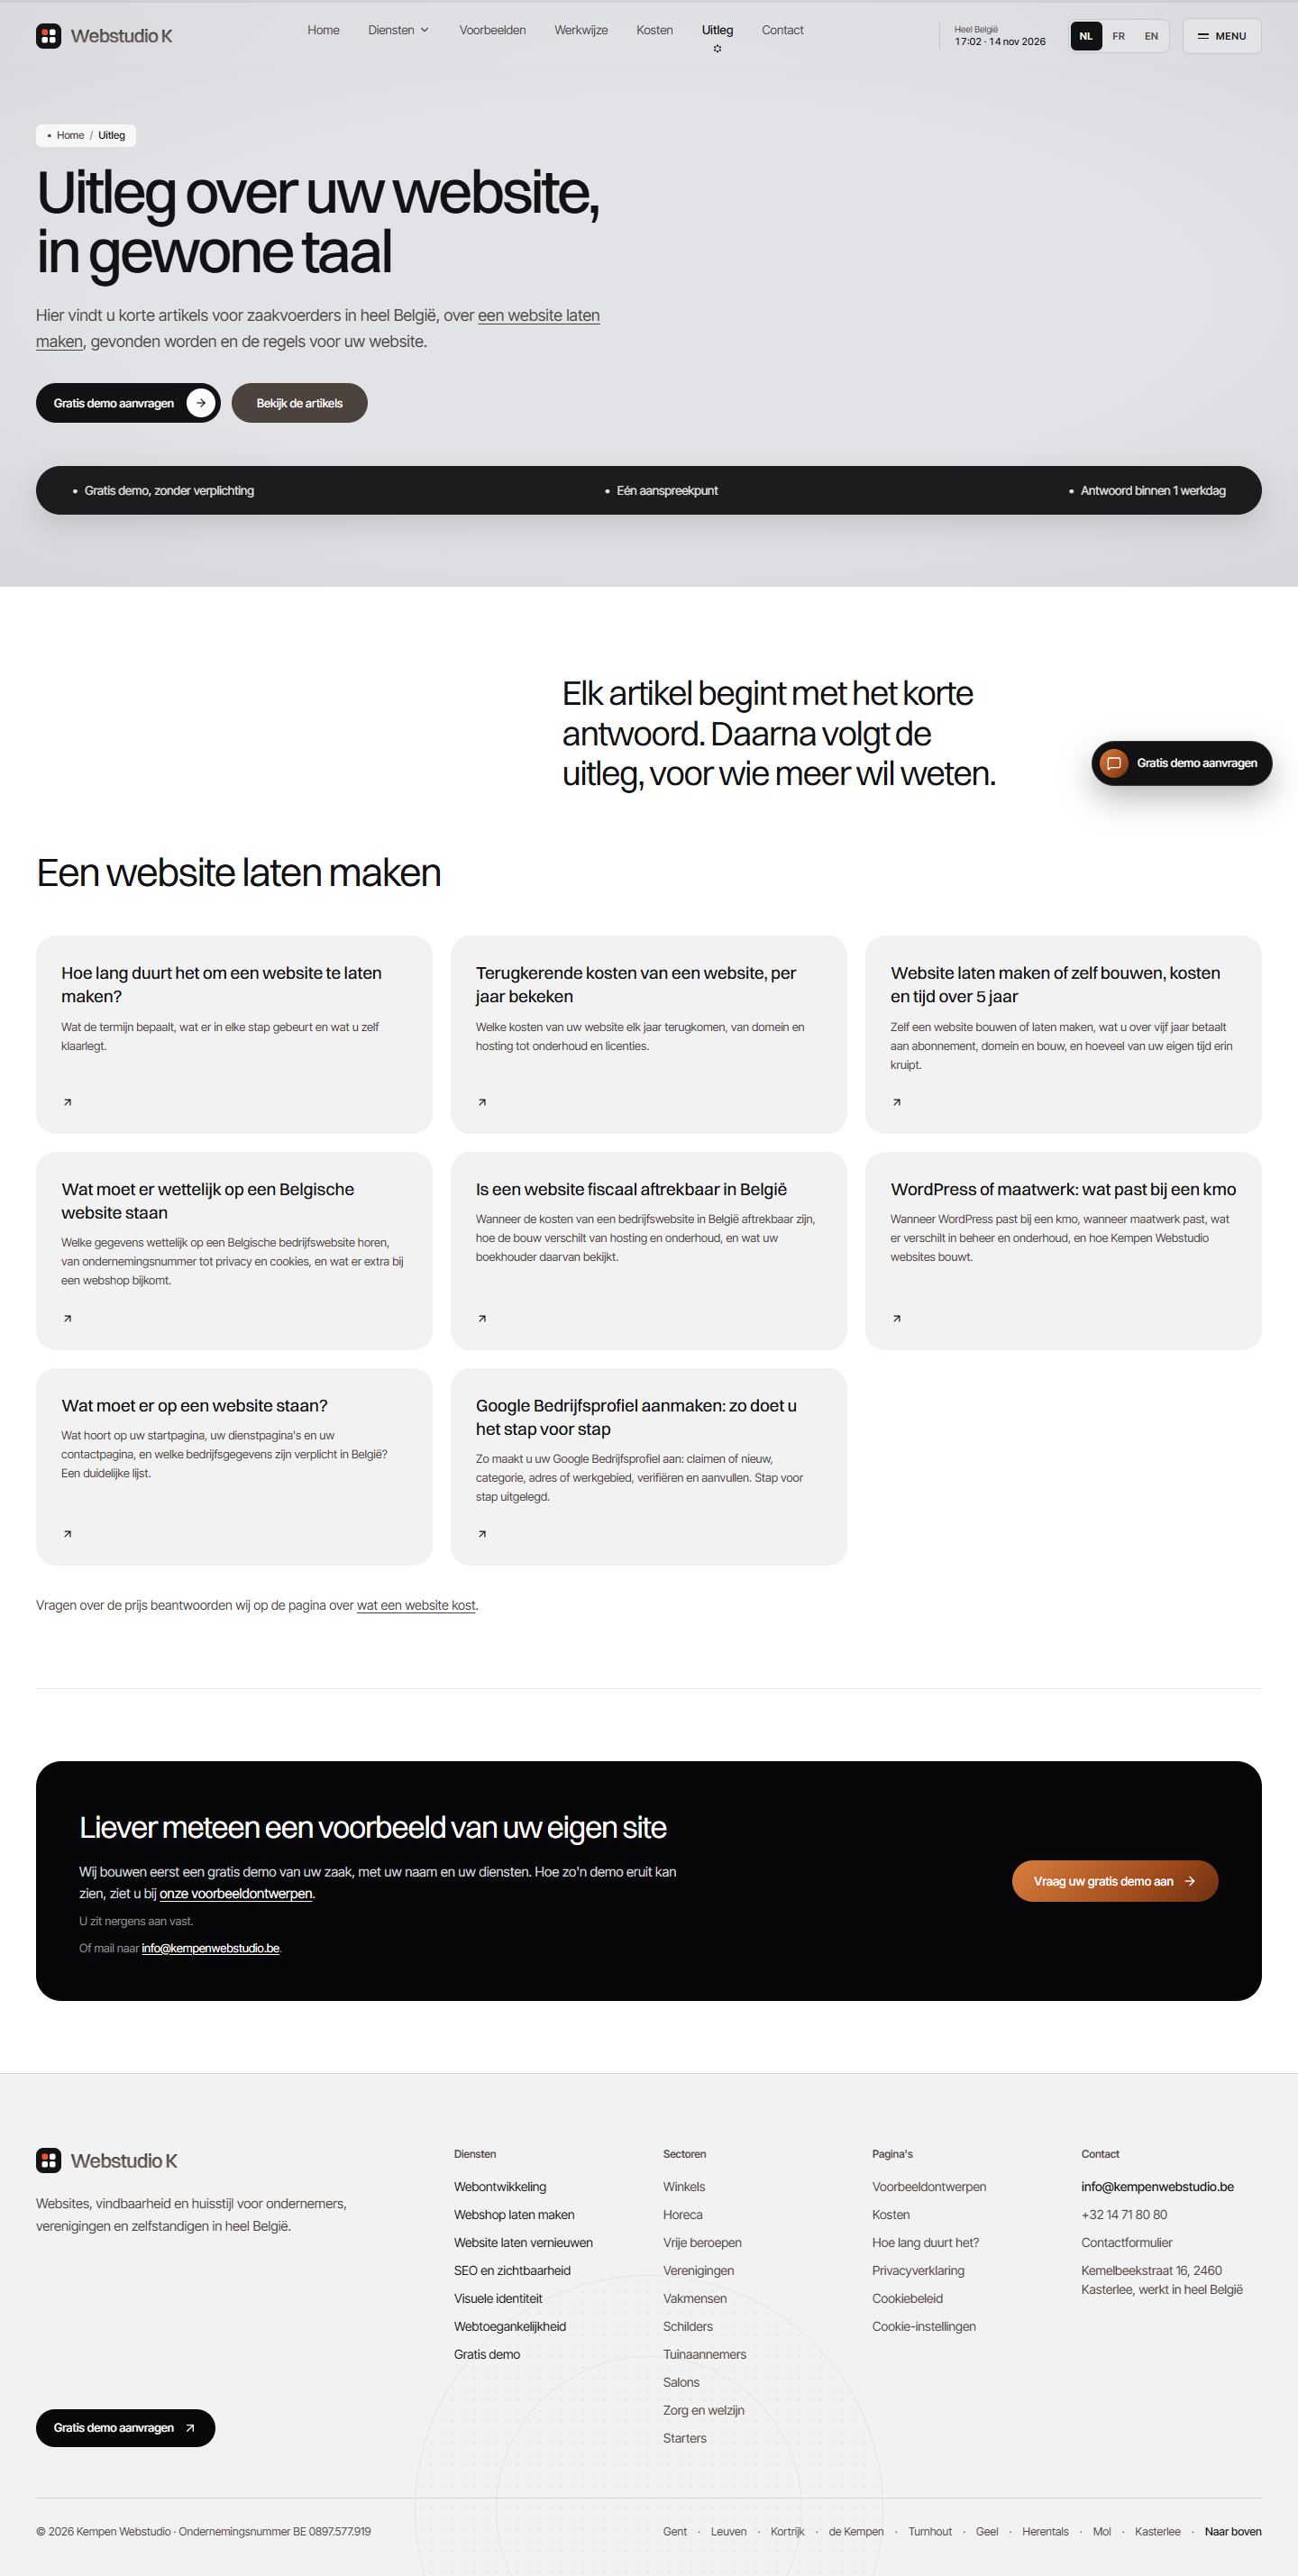 Webstudio K
Home
Diensten
Voorbeelden
Werkwijze
Kosten
Uitleg
Contact
Heel België
17:02 · 14 nov 2026
NL
FR
EN
MENU
Home / Uitleg
Uitleg over uw website,
in gewone taal
Hier vindt u korte artikels voor zaakvoerders in heel België, over een website laten
maken, gevonden worden en de regels voor uw website.
Gratis demo aanvragen
Bekijk de artikels
Gratis demo, zonder verplichting
Eén aanspreekpunt
Antwoord binnen 1 werkdag
Elk artikel begint met het korte
antwoord. Daarna volgt de
uitleg, voor wie meer wil weten.
Gratis demo aanvragen
Een website laten maken
Hoe lang duurt het om een website te laten
maken?
Wat de termijn bepaalt, wat er in elke stap gebeurt en wat u zelf
klaarlegt.
Terugkerende kosten van een website, per
jaar bekeken
Welke kosten van uw website elk jaar terugkomen, van domein en
hosting tot onderhoud en licenties.
Website laten maken of zelf bouwen, kosten
en tijd over 5 jaar
Zelf een website bouwen of laten maken, wat u over vijf jaar betaalt
aan abonnement, domein en bouw, en hoeveel van uw eigen tijd erin
kruipt.
Wat moet er wettelijk op een Belgische
website staan
Welke gegevens wettelijk op een Belgische bedrijfswebsite horen,
van ondernemingsnummer tot privacy en cookies, en wat er extra bij
een webshop bijkomt.
Is een website fiscaal aftrekbaar in België
Wanneer de kosten van een bedrijfswebsite in België aftrekbaar zijn,
hoe de bouw verschilt van hosting en onderhoud, en wat uw
boekhouder daarvan bekijkt.
WordPress of maatwerk: wat past bij een kmo
Wanneer WordPress past bij een kmo, wanneer maatwerk past, wat
er verschilt in beheer en onderhoud, en hoe Kempen Webstudio
websites bouwt.
Wat moet er op een website staan?
Wat hoort op uw startpagina, uw dienstpagina's en uw
contactpagina, en welke bedrijfsgegevens zijn verplicht in België?
Een duidelijke lijst.
Google Bedrijfsprofiel aanmaken: zo doet u
het stap voor stap
Zo maakt u uw Google Bedrijfsprofiel aan: claimen of nieuw,
categorie, adres of werkgebied, verifiëren en aanvullen. Stap voor
stap uitgelegd.
Vragen over de prijs beantwoorden wij op de pagina over wat een website kost.
Liever meteen een voorbeeld van uw eigen site
Wij bouwen eerst een gratis demo van uw zaak, met uw naam en uw diensten. Hoe zo'n demo eruit kan
zien, ziet u bij onze voorbeeldontwerpen.
U zit nergens aan vast.
Of mail naar info@kempenwebstudio.be.
Vraag uw gratis demo aan
Webstudio K
Websites, vindbaarheid en huisstijl voor ondernemers,
verenigingen en zelfstandigen in heel België.
Gratis demo aanvragen
Diensten
Webontwikkeling
Webshop laten maken
Website laten vernieuwen
SEO en zichtbaarheid
Visuele identiteit
Webtoegankelijkheid
Gratis demo
Sectoren
Winkels
Horeca
Vrije beroepen
Verenigingen
Vakmensen
Schilders
Tuinaannemers
Salons
Zorg en welzijn
Starters
Pagina's
Voorbeeldontwerpen
Kosten
Hoe lang duurt het?
Privacyverklaring
Cookiebeleid
Cookie-instellingen
Contact
info@kempenwebstudio.be
+32 14 71 80 80
Contactformulier
Kemelbeekstraat 16, 2460
Kasterlee, werkt in heel België
© 2026 Kempen Webstudio · Ondernemingsnummer BE 0897.577.919
Gent · Leuven · Kortrijk · de Kempen · Turnhout · Geel · Herentals · Mol · Kasterlee · Naar boven